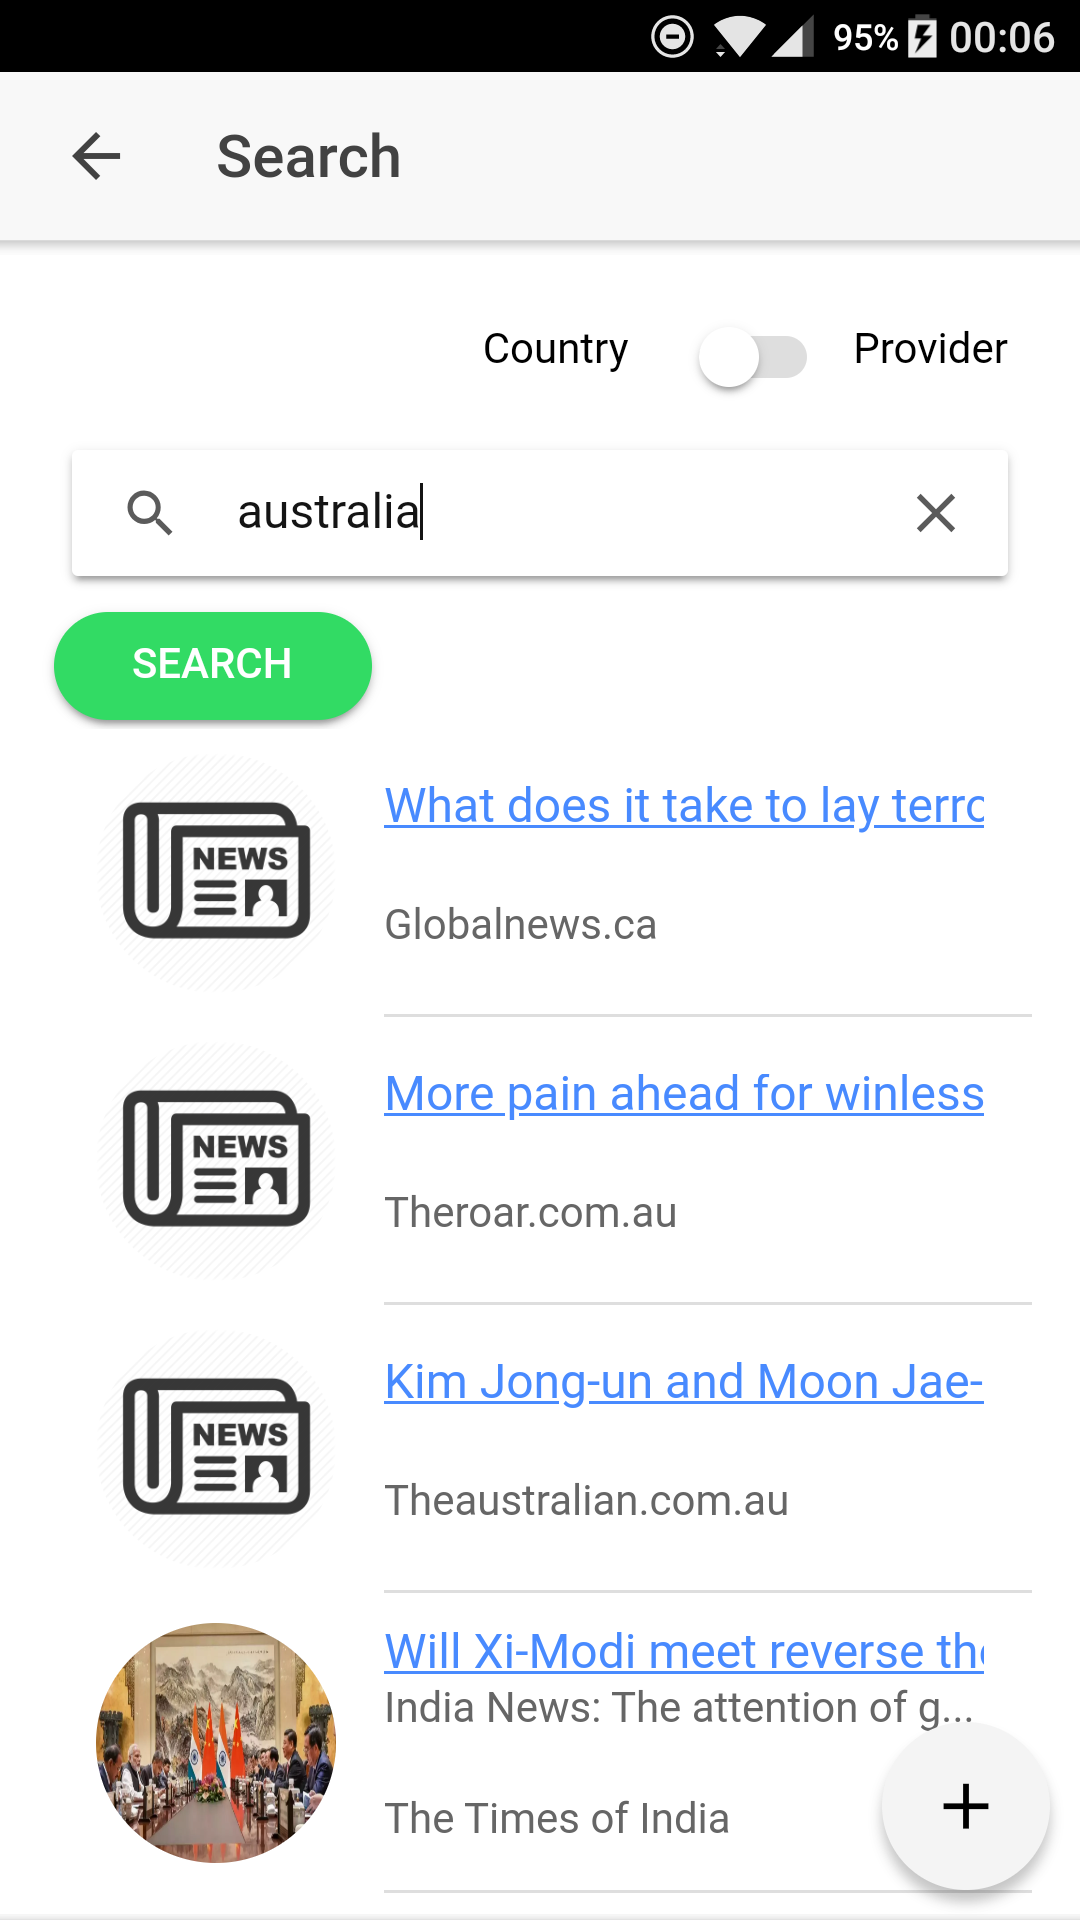 95% 00:06
Search
Country Provider
australia
SEARCH
What does it take to lay terro
NEWS
Globalnews.ca
More pain ahead for winless
NEWS
Theroar.com.au
Kim Jong-un and Moon Jae-
NEWS
Theaustralian.com.au
Will Xi-Modi meet reverse the
India News: The attention of g...
The Times of India